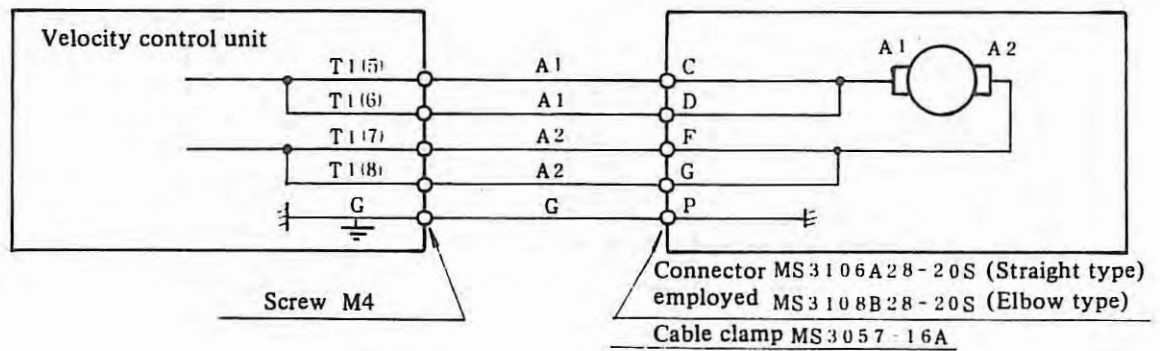 Velocity control unit
A1 A2
T1(5) A1 C
T1(6) A1 D
T1(7) A2 F
T1(8) A2 G
G G P
Connector MS3106A28-20S (Straight type)
Screw M4 employed MS3108B28-20S (Elbow type)
Cable clamp MS3057-16A